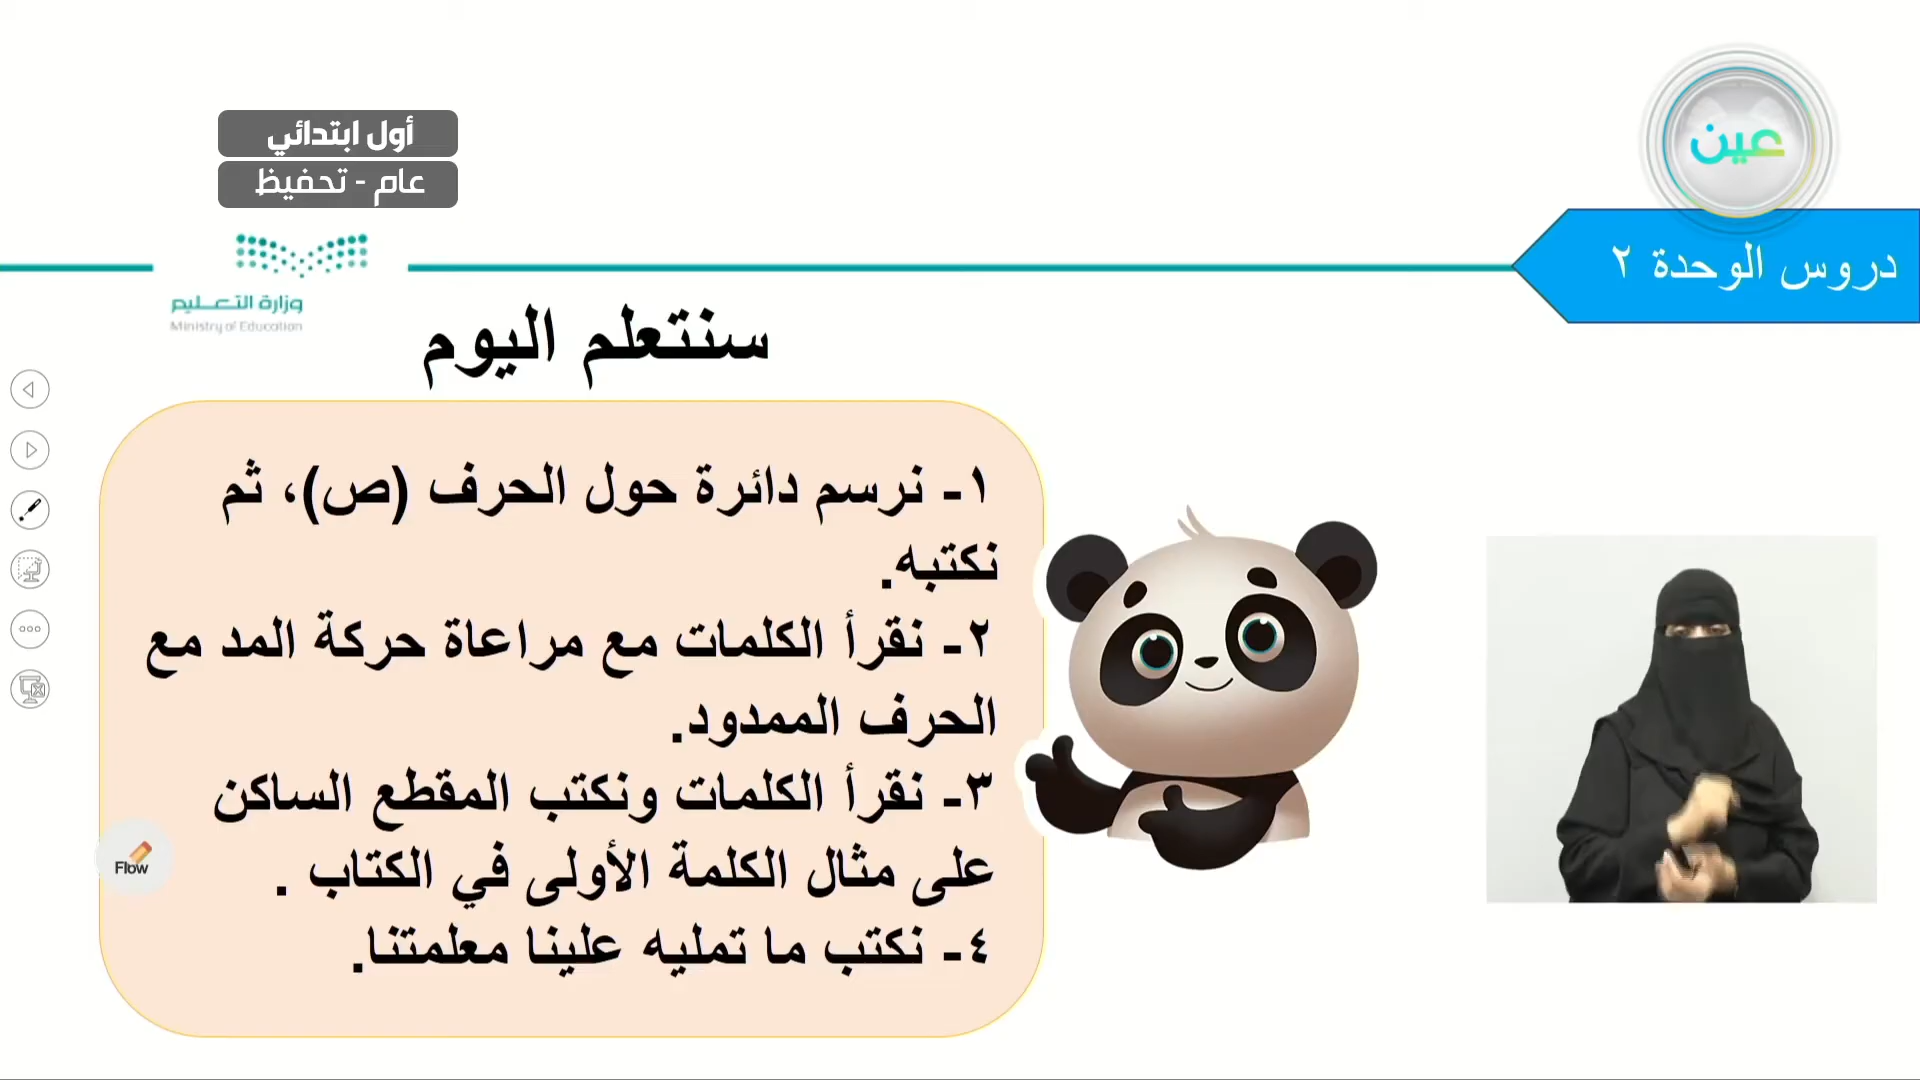 عين
أول ابتدائي
عام - تحفيظ
دروس الوحدة ٢
وزارة التعليم
Ministry of Education
سنتعلم اليوم
١- نرسم دائرة حول الحرف (ص)، ثم
نكتبه.
٢- نقرأ الكلمات مع مراعاة حركة المد مع
الحرف الممدود.
٣- نقرأ الكلمات ونكتب المقطع الساكن
على مثال الكلمة الأولى في الكتاب .
٤- نكتب ما تمليه علينا معلمتنا.
Flow